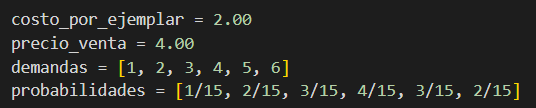 costo_por_ejemplar = 2.00
precio_venta = 4.00
demandas = [1, 2, 3, 4, 5, 6]
probabilidades = [1/15, 2/15, 3/15, 4/15, 3/15, 2/15]